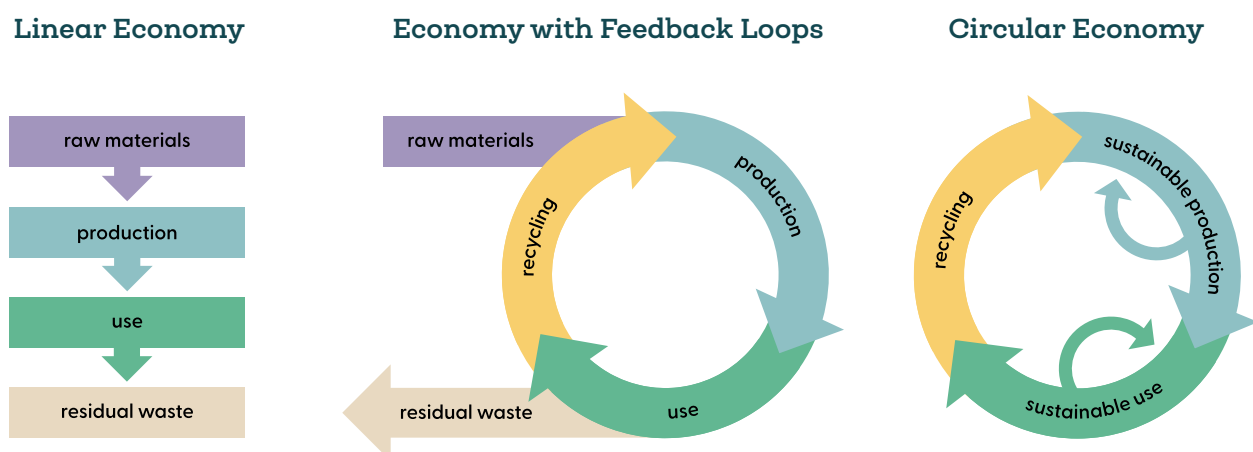 Linear Economy
raw materials
production
use
residual waste
Economy with Feedback Loops
raw materials
production
recycling
use
residual waste
Circular Economy
sustainable production
recycling
sustainable use